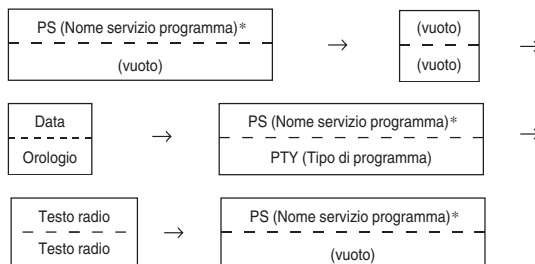 PS (Nome servizio programma)*
(vuoto)
→
(vuoto)
(vuoto)
→
Data
Orologio
→
PS (Nome servizio programma)*
PTY (Tipo di programma)
→
Testo radio
Testo radio
→
PS (Nome servizio programma)*
(vuoto)